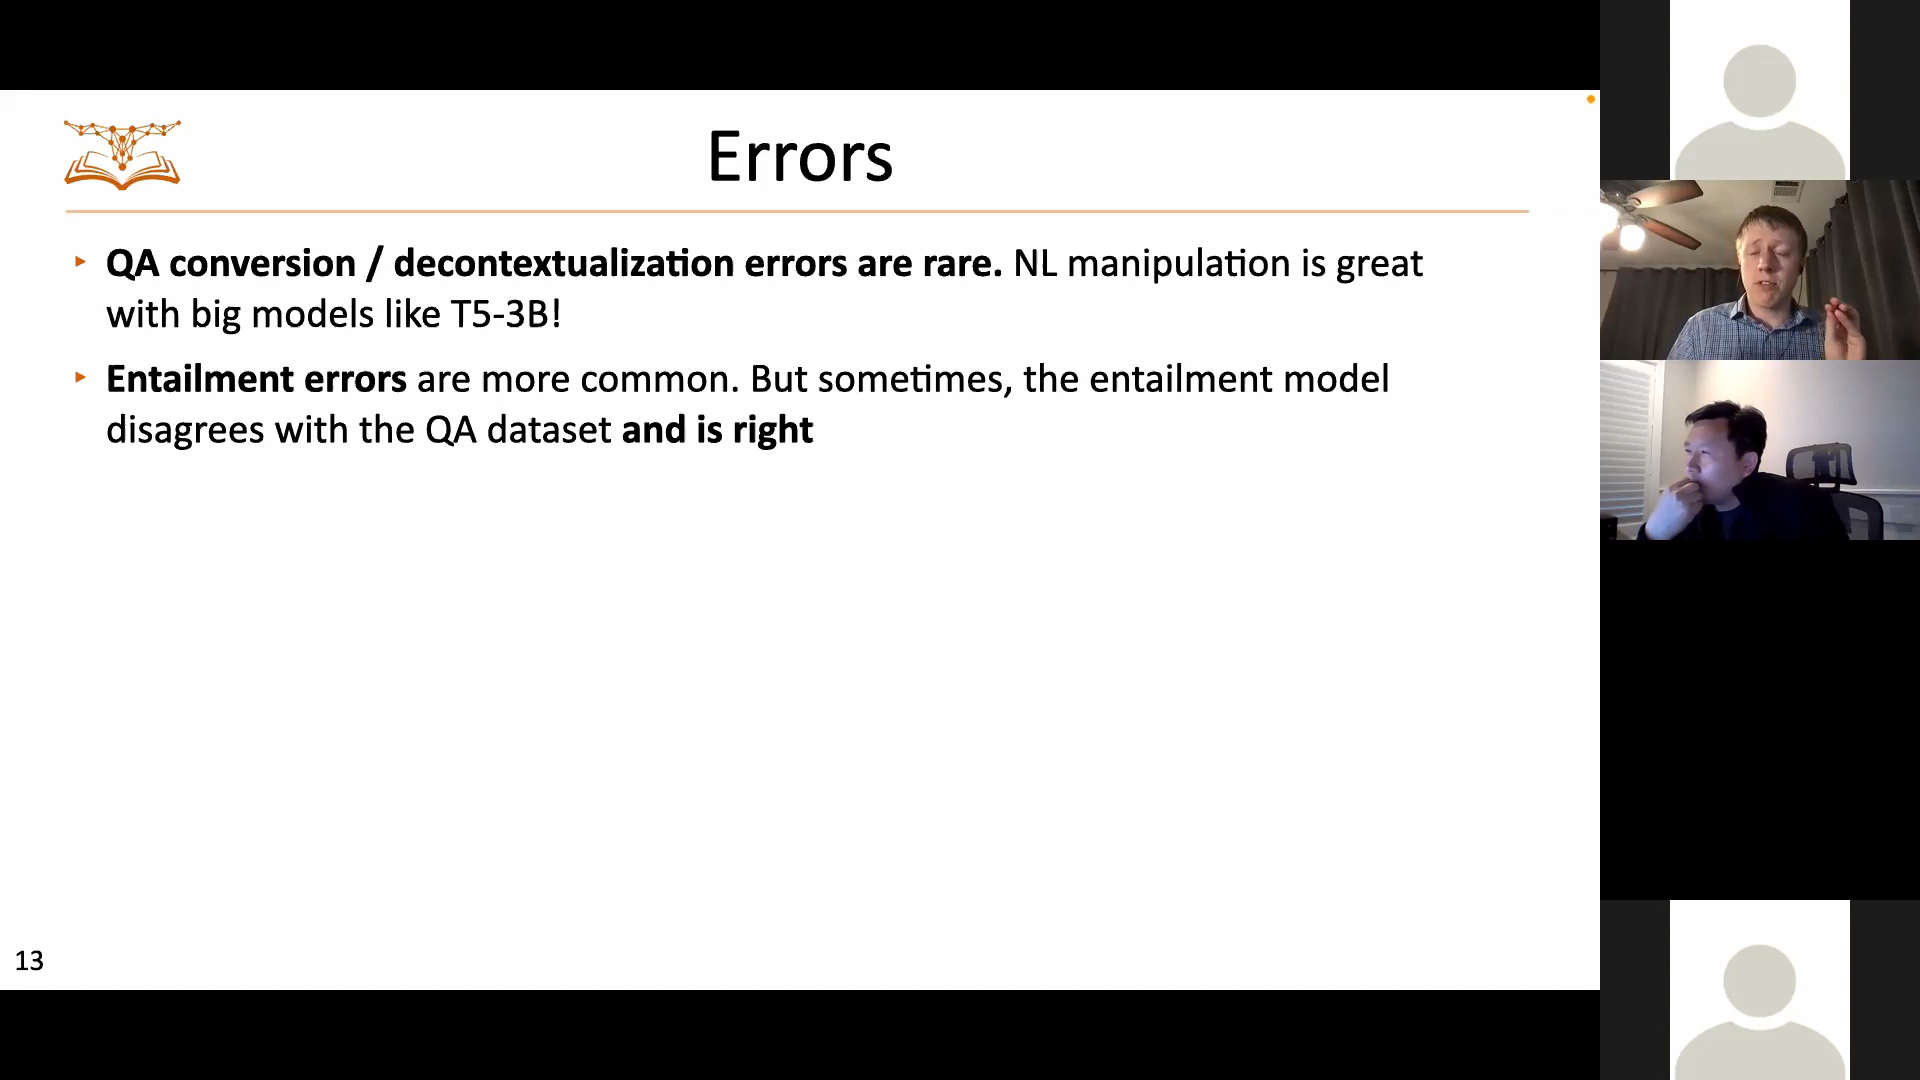 Errors
QA conversion / decontextualization errors are rare. NL manipulation is great
with big models like T5-3B!
Entailment errors are more common. But sometimes, the entailment model
disagrees with the QA dataset and is right
13